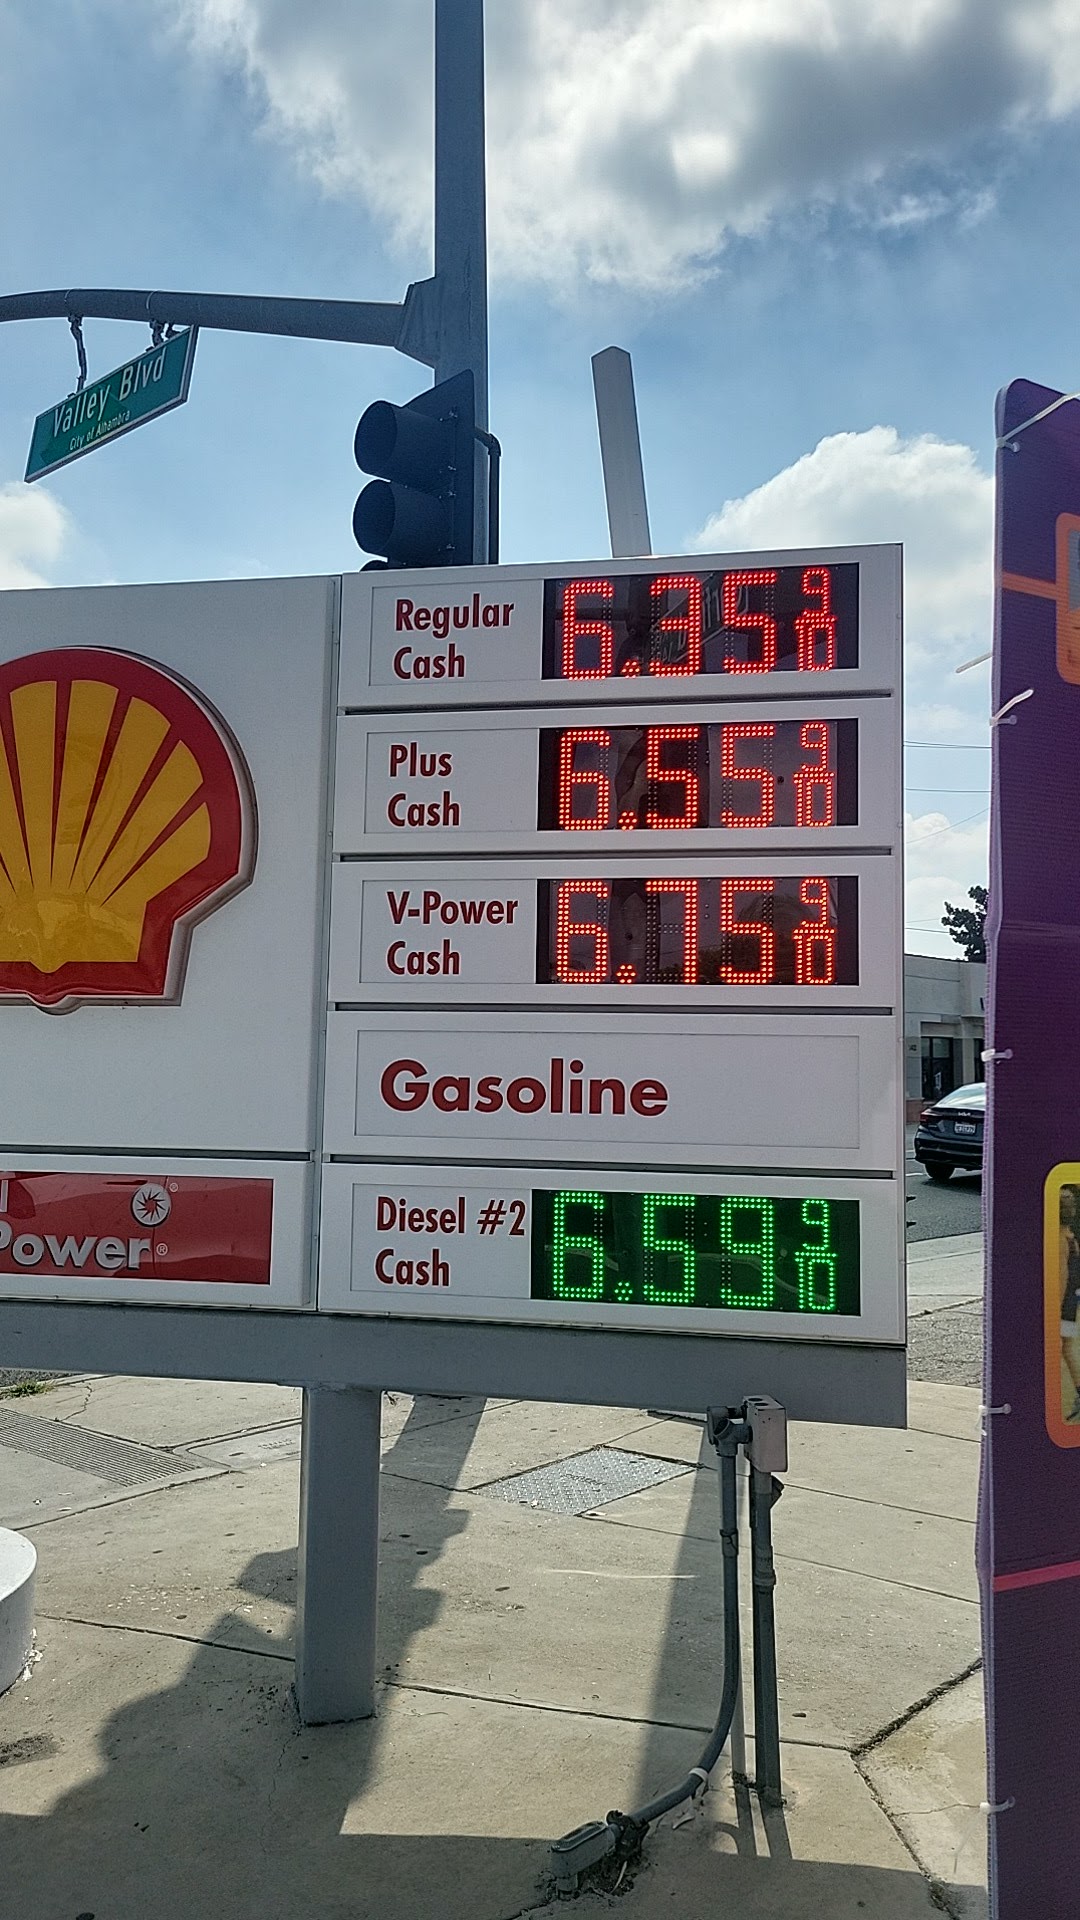 Valley Blvd
City of Alhambra
Regular
Cash
6.35 9/10
Plus
Cash
6.55 9/10
V-Power
Cash
6.75 9/10
Gasoline
Power®
Diesel #2
Cash
6.59 9/10